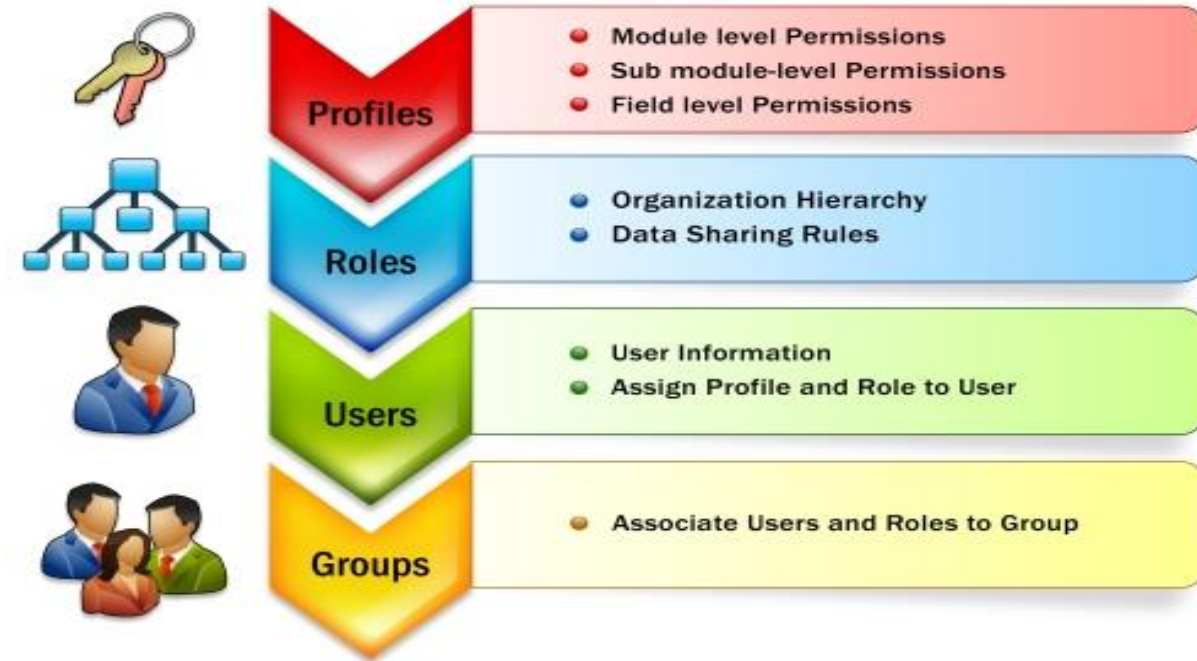 Profiles
Module level Permissions
Sub module-level Permissions
Field level Permissions
Roles
Organization Hierarchy
Data Sharing Rules
Users
User Information
Assign Profile and Role to User
Groups
Associate Users and Roles to Group